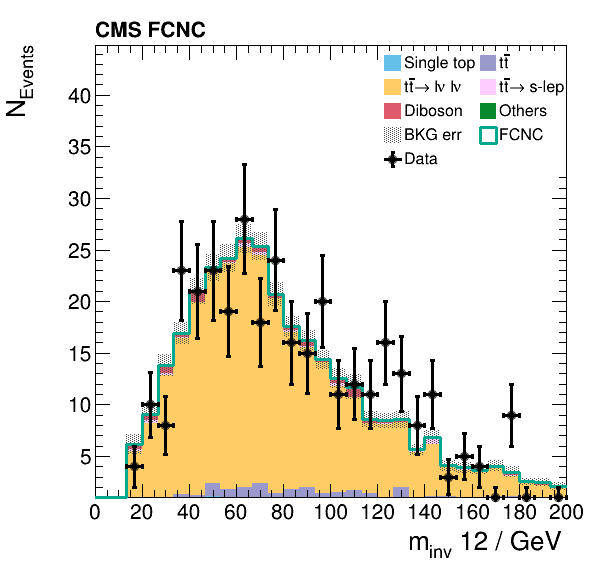 CMS FCNC
N_Events
Single top
tt̅
tt̅→ lν lν
tt̅→ s-lep
Diboson
Others
BKG err
FCNC
Data
40
35
30
25
20
15
10
5
0 20 40 60 80 100 120 140 160 180 200
m_inv 12 / GeV